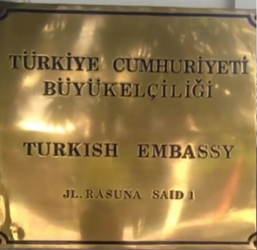 TÜRKİYE CUMHURİYETİ
BÜYÜKELÇİLİĞİ
TURKISH EMBASSY
JL. RASUNA SAID 1